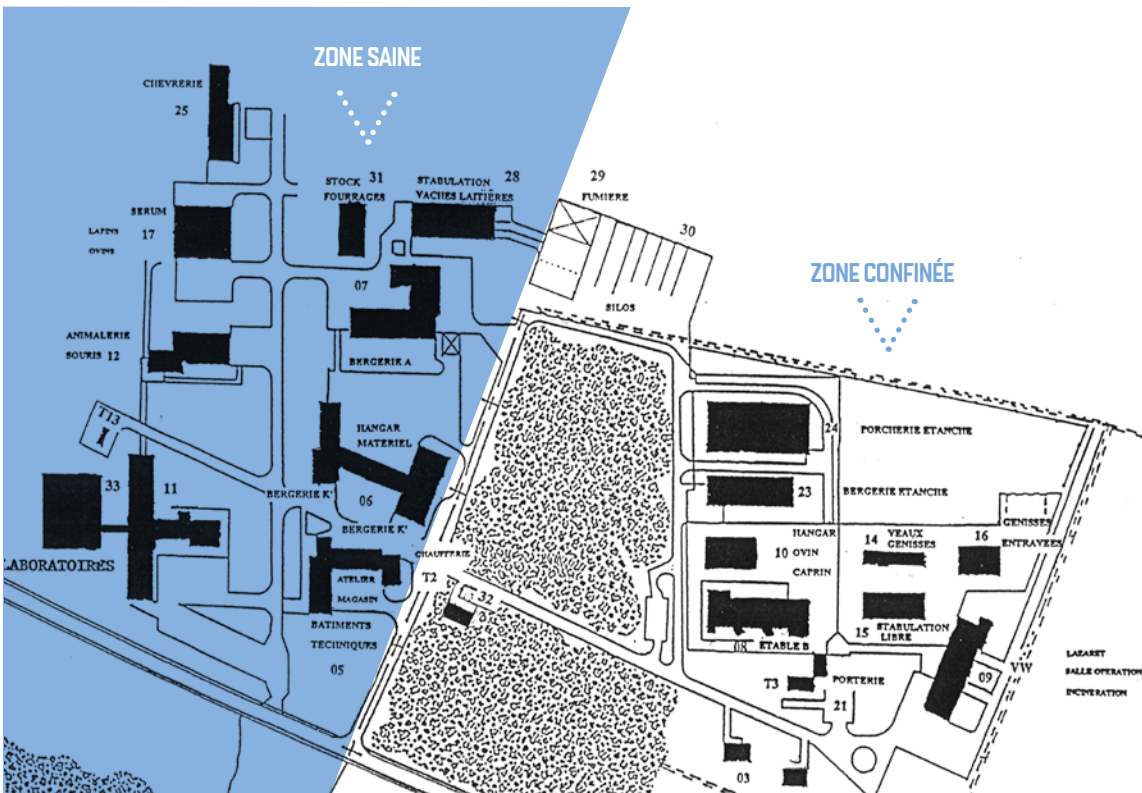 ZONE SAINE
CHEVRERIE
25
STOCK 31
FOURRAGES
STABULATION 28
VACHES LAITIÈRES
29
FUMIERE
30
SERUM
LAPINS 17
OVINS
ZONE CONFINÉE
07
SILOS
ANIMALERIE
SOURIS 12
BERGERIE A
T13
HANGAR
MATERIEL
24
PORCHERIE ETANCHE
33
11
BERGERIE K'
06
BERGERIE K'
23
BERGERIE ETANCHE
GENISSES
ENTRAVEES
HANGAR
10 OVIN
CAPRIN
14 VEAUX
GENISSES
16
LABORATOIRES
CHAUFFERIE
T2
32
ATELIER
MAGASIN
BATIMENTS
TECHNIQUES
05
STABULATION
LIBRE
15
08
ETABLE B
T3
PORTERIE
21
09
VW
LAZARET
SALLE OPERATION
INCINERATION
03